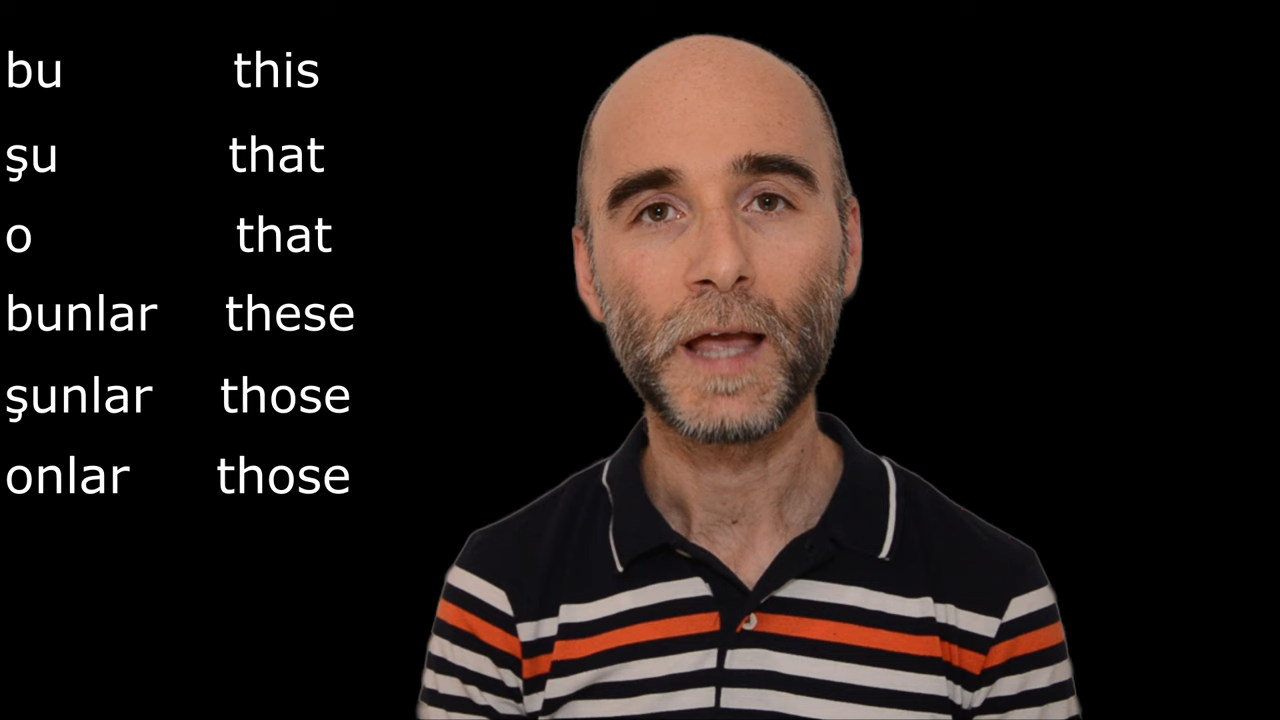 bu this
şu that
o that
bunlar these
şunlar those
onlar those